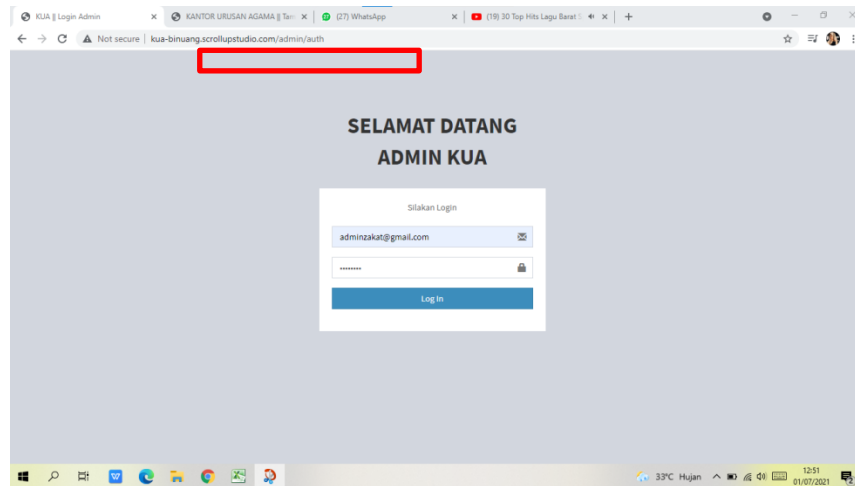 KUA || Login Admin
KANTOR URUSAN AGAMA || Tam
(27) WhatsApp
(19) 30 Top Hits Lagu Barat
Not secure | kua-binuang.scrollupstudio.com/admin/auth
SELAMAT DATANG
ADMIN KUA
Silakan Login
adminzakat@gmail.com
Log In
33°C Hujan
12:51
01/07/2021